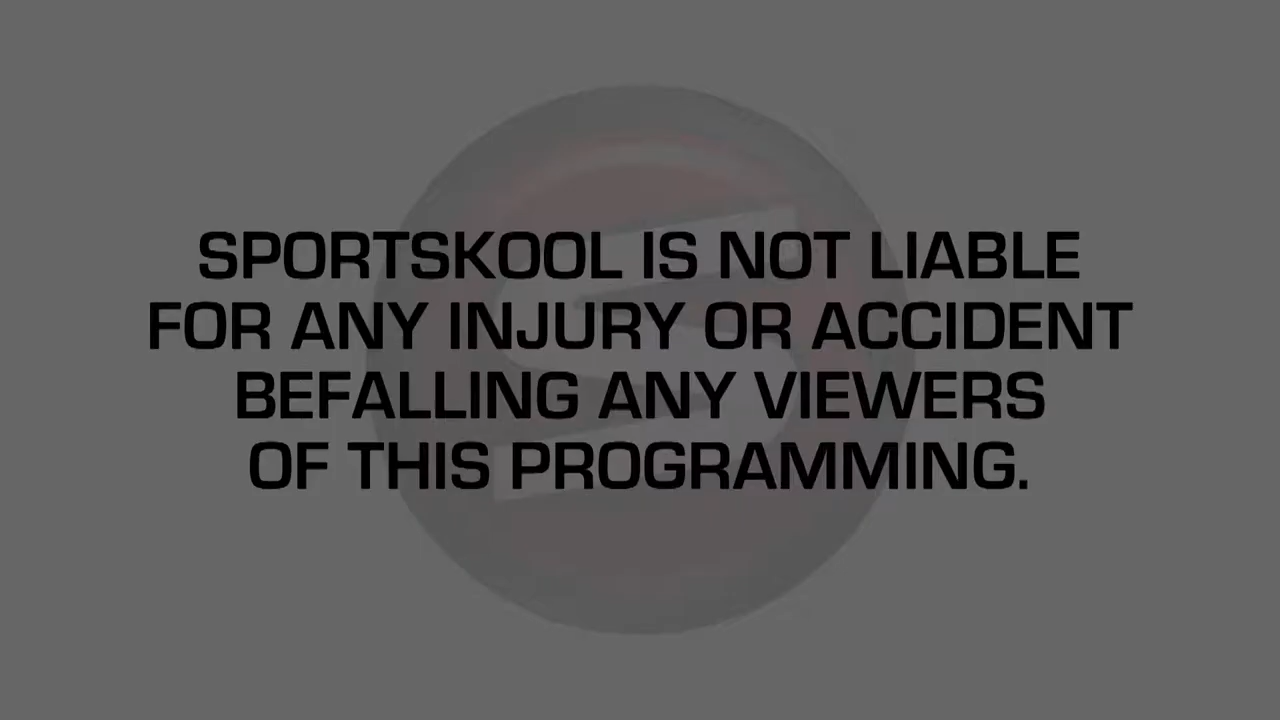 SPORTSKOOL IS NOT LIABLE
FOR ANY INJURY OR ACCIDENT
BEFALLING ANY VIEWERS
OF THIS PROGRAMMING.